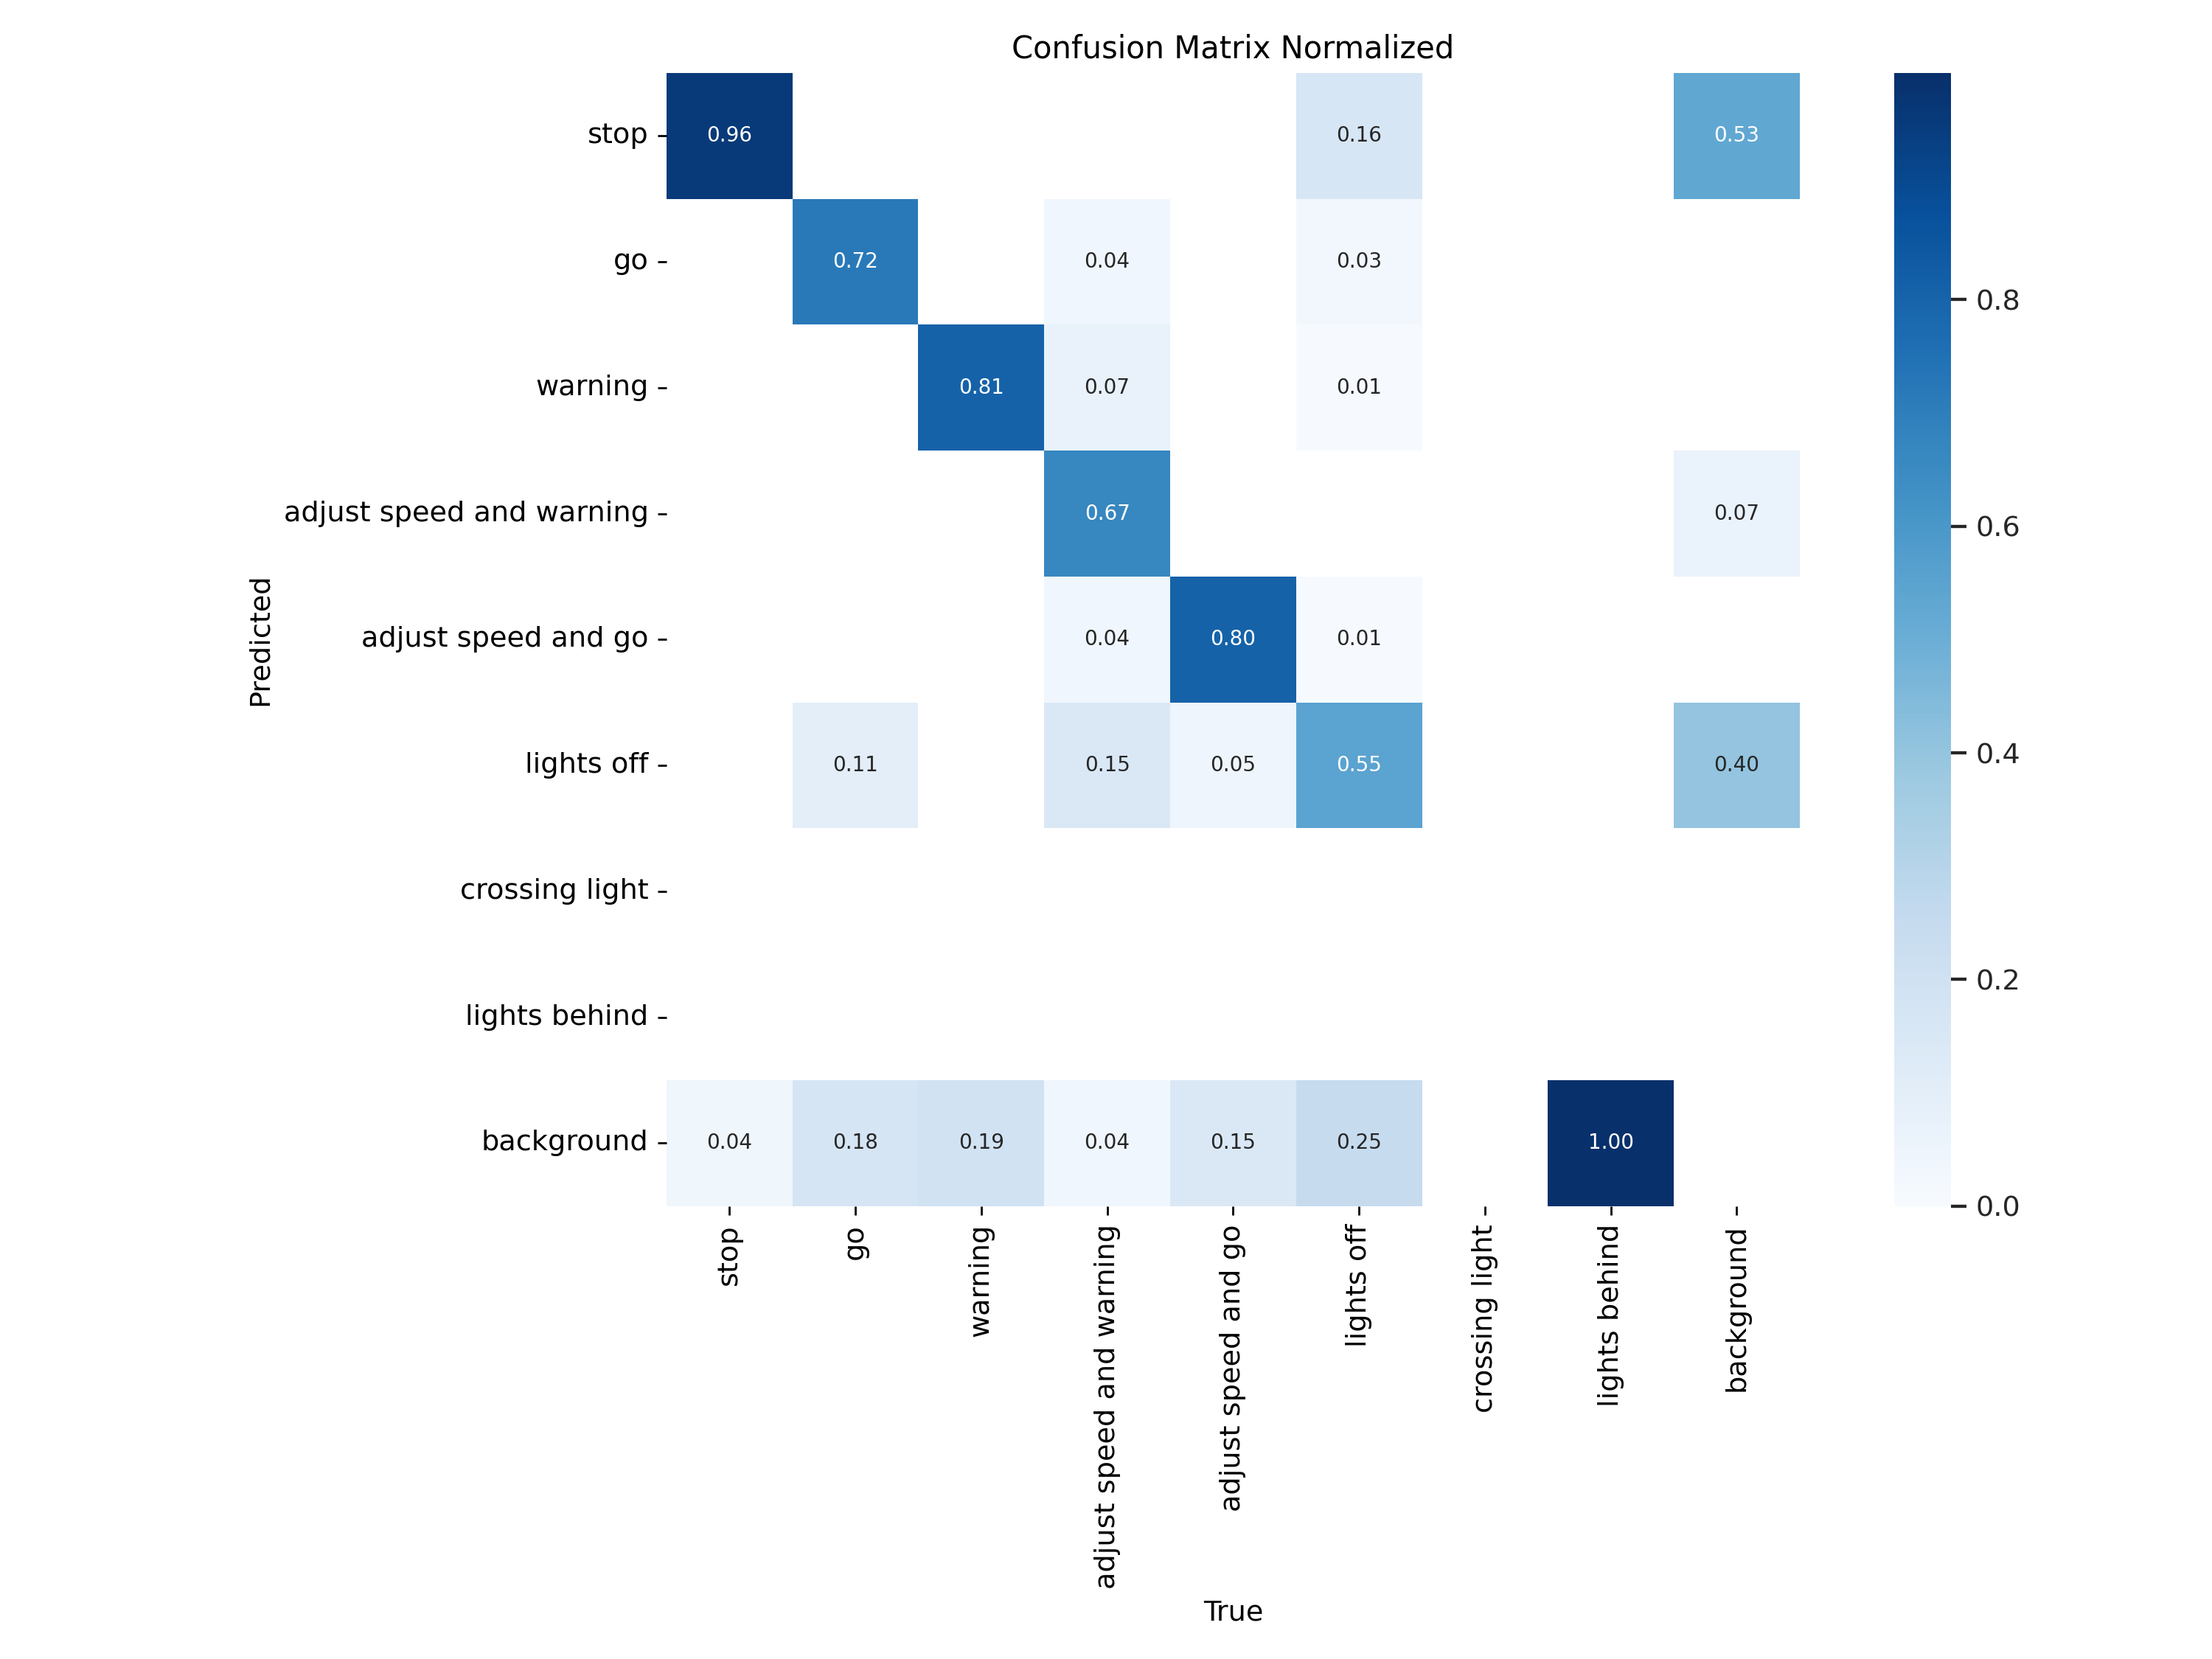 Confusion Matrix Normalized
stop 0.96 0.16 0.53
go 0.72 0.04 0.03
0.8
warning 0.81 0.07 0.01
adjust speed and warning 0.67 0.07
0.6
Predicted
adjust speed and go 0.04 0.80 0.01
lights off 0.11 0.15 0.05 0.55 0.40
0.4
crossing light
0.2
lights behind
background 0.04 0.18 0.19 0.04 0.15 0.25 1.00
0.0
stop
go
warning
adjust speed and warning
adjust speed and go
lights off
crossing light
lights behind
background
True